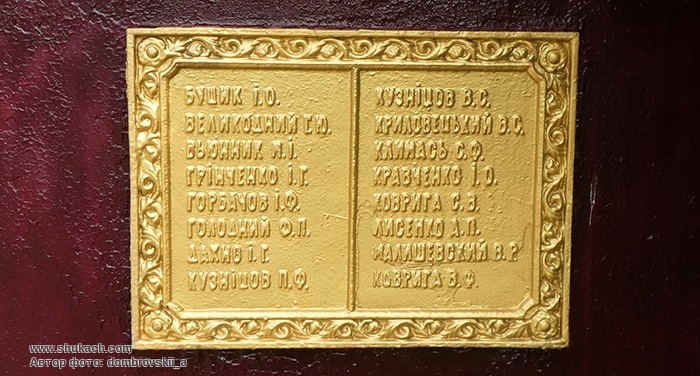 БУЩИК І.О.
ВЕЛИКОДНИЙ Г.Ю.
ВЬЮННИК М.І.
ГРІНЧЕНКО І.Г.
ГОРБАЧОВ І.Ф.
ГОЛОДНИЙ Ф.П.
ДАХНО І.Г.
КУЗНІЦОВ П.Ф.
КУЗНІЦОВ В.С.
КРИЛОВЕЦЬКИЙ В.С.
КЛИМАСЬ С.Ф.
КРАВЧЕНКО І.О.
КОВРИГА С.В.
ЛИСЕНКО А.П.
МАЛИШЕВСКИЙ В.Р
КОВРИГА В.Ф.
www.shukach.com
Автор фото: dombrovskii_a